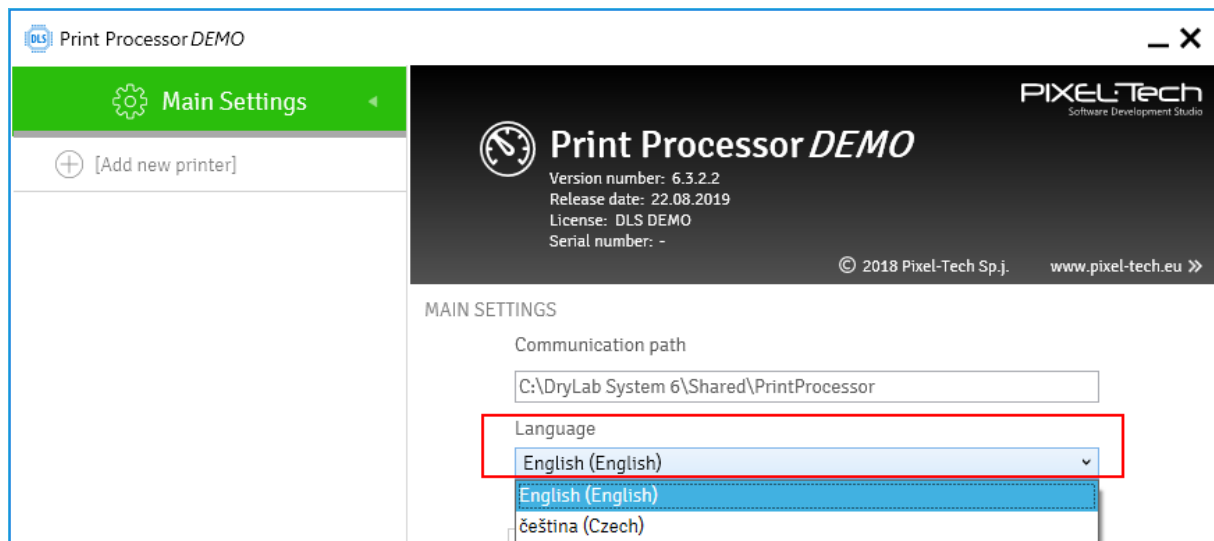 DLS Print Processor DEMO
Main Settings
[Add new printer]
PIXEL-Tech
Software Development Studio
Print Processor DEMO
Version number: 6.3.2.2
Release date: 22.08.2019
License: DLS DEMO
Serial number: -
© 2018 Pixel-Tech Sp.j. www.pixel-tech.eu »
MAIN SETTINGS
Communication path
C:\DryLab System 6\Shared\PrintProcessor
Language
English (English)
English (English)
čeština (Czech)